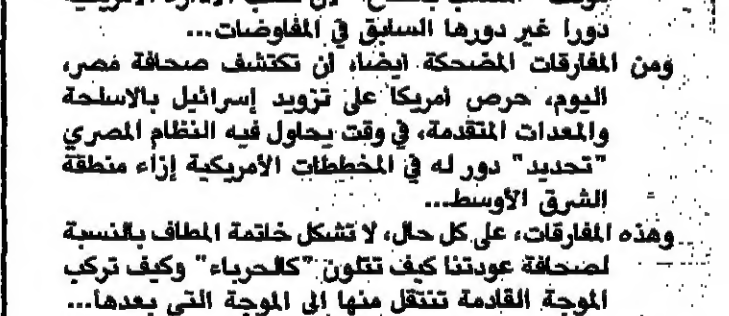 دورا غير دورها السابق في المفاوضات...
ومن المفارقات المضحكة ايضا، ان تكتشف صحافة مصر،
اليوم، حرص امريكا على تزويد إسرائيل بالاسلحة
والمعدات المتقدمة، في وقت يحاول فيه النظام المصري
"تحديد" دور له في المخططات الأمريكية إزاء منطقة
الشرق الأوسط...
وهذه المفارقات، على كل حال، لا تشكل خاتمة المطاف بالنسبة
لصحافة عودتنا كيف تتلون "كالحرباء" وكيف تركب
الموجة القادمة تنتقل منها إلى الموجة التي بعدها...